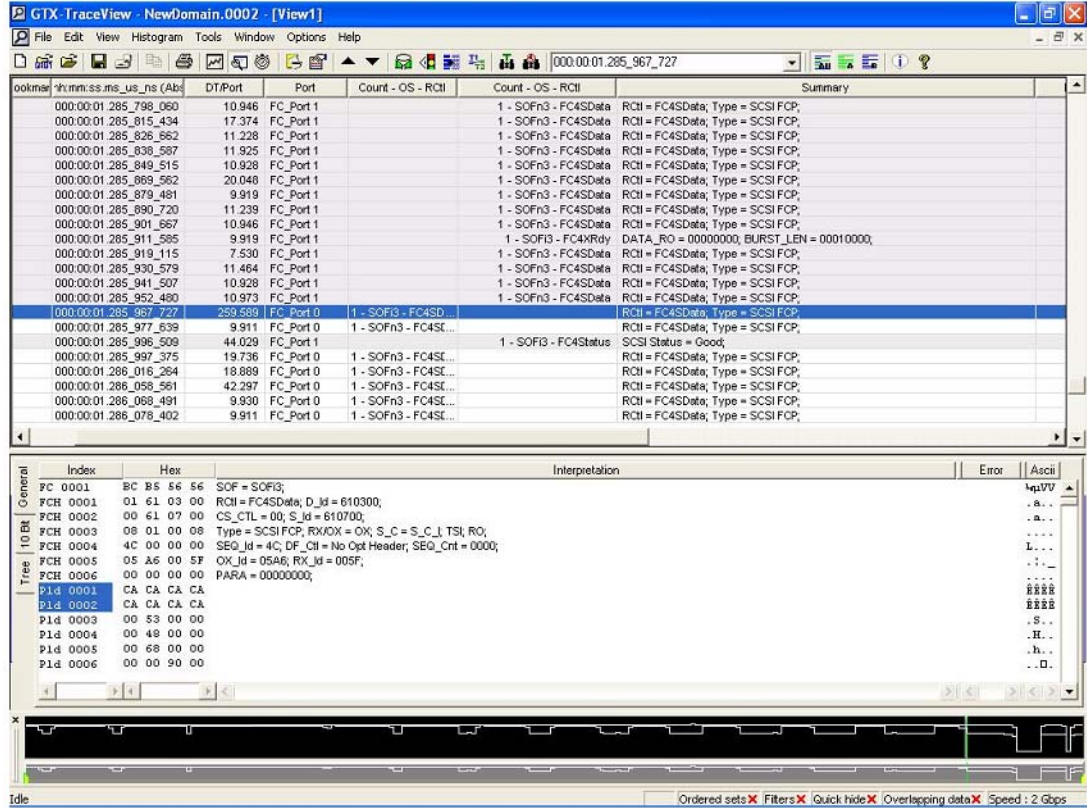 GTX-TraceView - NewDomain.0002 - [View1]
File Edit View Histogram Tools Window Options Help
000:00:01.285_967_727
ookmar hh:mm:ss.ms_us_ns (Abs DT/Port Port Count - OS - RCtl Count - OS - RCtl Summary
000:00:01.285_798_060 10.946 FC_Port 1 1 - SOFn3 - FC4SData RCtl = FC4SData; Type = SCSI FCP;
000:00:01.285_815_434 17.374 FC_Port 1 1 - SOFn3 - FC4SData RCtl = FC4SData; Type = SCSI FCP;
000:00:01.285_826_662 11.228 FC_Port 1 1 - SOFn3 - FC4SData RCtl = FC4SData; Type = SCSI FCP;
000:00:01.285_838_587 11.925 FC_Port 1 1 - SOFn3 - FC4SData RCtl = FC4SData; Type = SCSI FCP;
000:00:01.285_849_515 10.928 FC_Port 1 1 - SOFn3 - FC4SData RCtl = FC4SData; Type = SCSI FCP;
000:00:01.285_869_562 20.048 FC_Port 1 1 - SOFn3 - FC4SData RCtl = FC4SData; Type = SCSI FCP;
000:00:01.285_879_481 9.919 FC_Port 1 1 - SOFn3 - FC4SData RCtl = FC4SData; Type = SCSI FCP;
000:00:01.285_890_720 11.239 FC_Port 1 1 - SOFn3 - FC4SData RCtl = FC4SData; Type = SCSI FCP;
000:00:01.285_901_667 10.946 FC_Port 1 1 - SOFn3 - FC4SData RCtl = FC4SData; Type = SCSI FCP;
000:00:01.285_911_585 9.919 FC_Port 1 1 - SOFi3 - FC4XRdy DATA_RO = 00000000; BURST_LEN = 00010000;
000:00:01.285_919_115 7.530 FC_Port 1 1 - SOFn3 - FC4SData RCtl = FC4SData; Type = SCSI FCP;
000:00:01.285_930_579 11.464 FC_Port 1 1 - SOFn3 - FC4SData RCtl = FC4SData; Type = SCSI FCP;
000:00:01.285_941_507 10.928 FC_Port 1 1 - SOFn3 - FC4SData RCtl = FC4SData; Type = SCSI FCP;
000:00:01.285_952_480 10.973 FC_Port 1 1 - SOFn3 - FC4SData RCtl = FC4SData; Type = SCSI FCP;
000:00:01.285_967_727 259.589 FC_Port 0 1 - SOFi3 - FC4SD... RCtl = FC4SData; Type = SCSI FCP;
000:00:01.285_977_639 9.911 FC_Port 0 1 - SOFn3 - FC4SD... RCtl = FC4SData; Type = SCSI FCP;
000:00:01.285_996_509 44.029 FC_Port 1 1 - SOFi3 - FC4Status SCSI Status = Good;
000:00:01.285_997_375 19.736 FC_Port 0 1 - SOFn3 - FC4SD... RCtl = FC4SData; Type = SCSI FCP;
000:00:01.286_016_264 18.889 FC_Port 0 1 - SOFn3 - FC4SD... RCtl = FC4SData; Type = SCSI FCP;
000:00:01.286_058_561 42.297 FC_Port 0 1 - SOFn3 - FC4SD... RCtl = FC4SData; Type = SCSI FCP;
000:00:01.286_068_491 9.930 FC_Port 0 1 - SOFn3 - FC4SD... RCtl = FC4SData; Type = SCSI FCP;
000:00:01.286_078_402 9.911 FC_Port 0 1 - SOFn3 - FC4SD... RCtl = FC4SData; Type = SCSI FCP;
General
10 Bit
Tree
Index Hex Interpretation Error Ascii
FC 0001 BC B5 56 56 SOF = SOFi3; ¼µVV
FCH 0001 01 61 03 00 RCtl = FC4SData; D_Id = 610300; .a..
FCH 0002 00 61 07 00 CS_CTL = 00; S_Id = 610700; .a..
FCH 0003 08 01 00 08 Type = SCSI FCP; RX/OX = OX; S_C = S_C_I; TSI; RO; ....
FCH 0004 4C 00 00 00 SEQ_Id = 4C; DF_Ctl = No Opt Header; SEQ_Cnt = 0000; L...
FCH 0005 05 A6 00 5F OX_Id = 05A6; RX_Id = 005F; .¦._
FCH 0006 00 00 00 00 PARA = 00000000; ....
Pld 0001 CA CA CA CA ÊÊÊÊ
Pld 0002 CA CA CA CA ÊÊÊÊ
Pld 0003 00 53 00 00 .S..
Pld 0004 00 48 00 00 .H..
Pld 0005 00 68 00 00 .h..
Pld 0006 00 00 90 00
Idle Ordered sets Filters Quick hide Overlapping data Speed : 2 Gbps